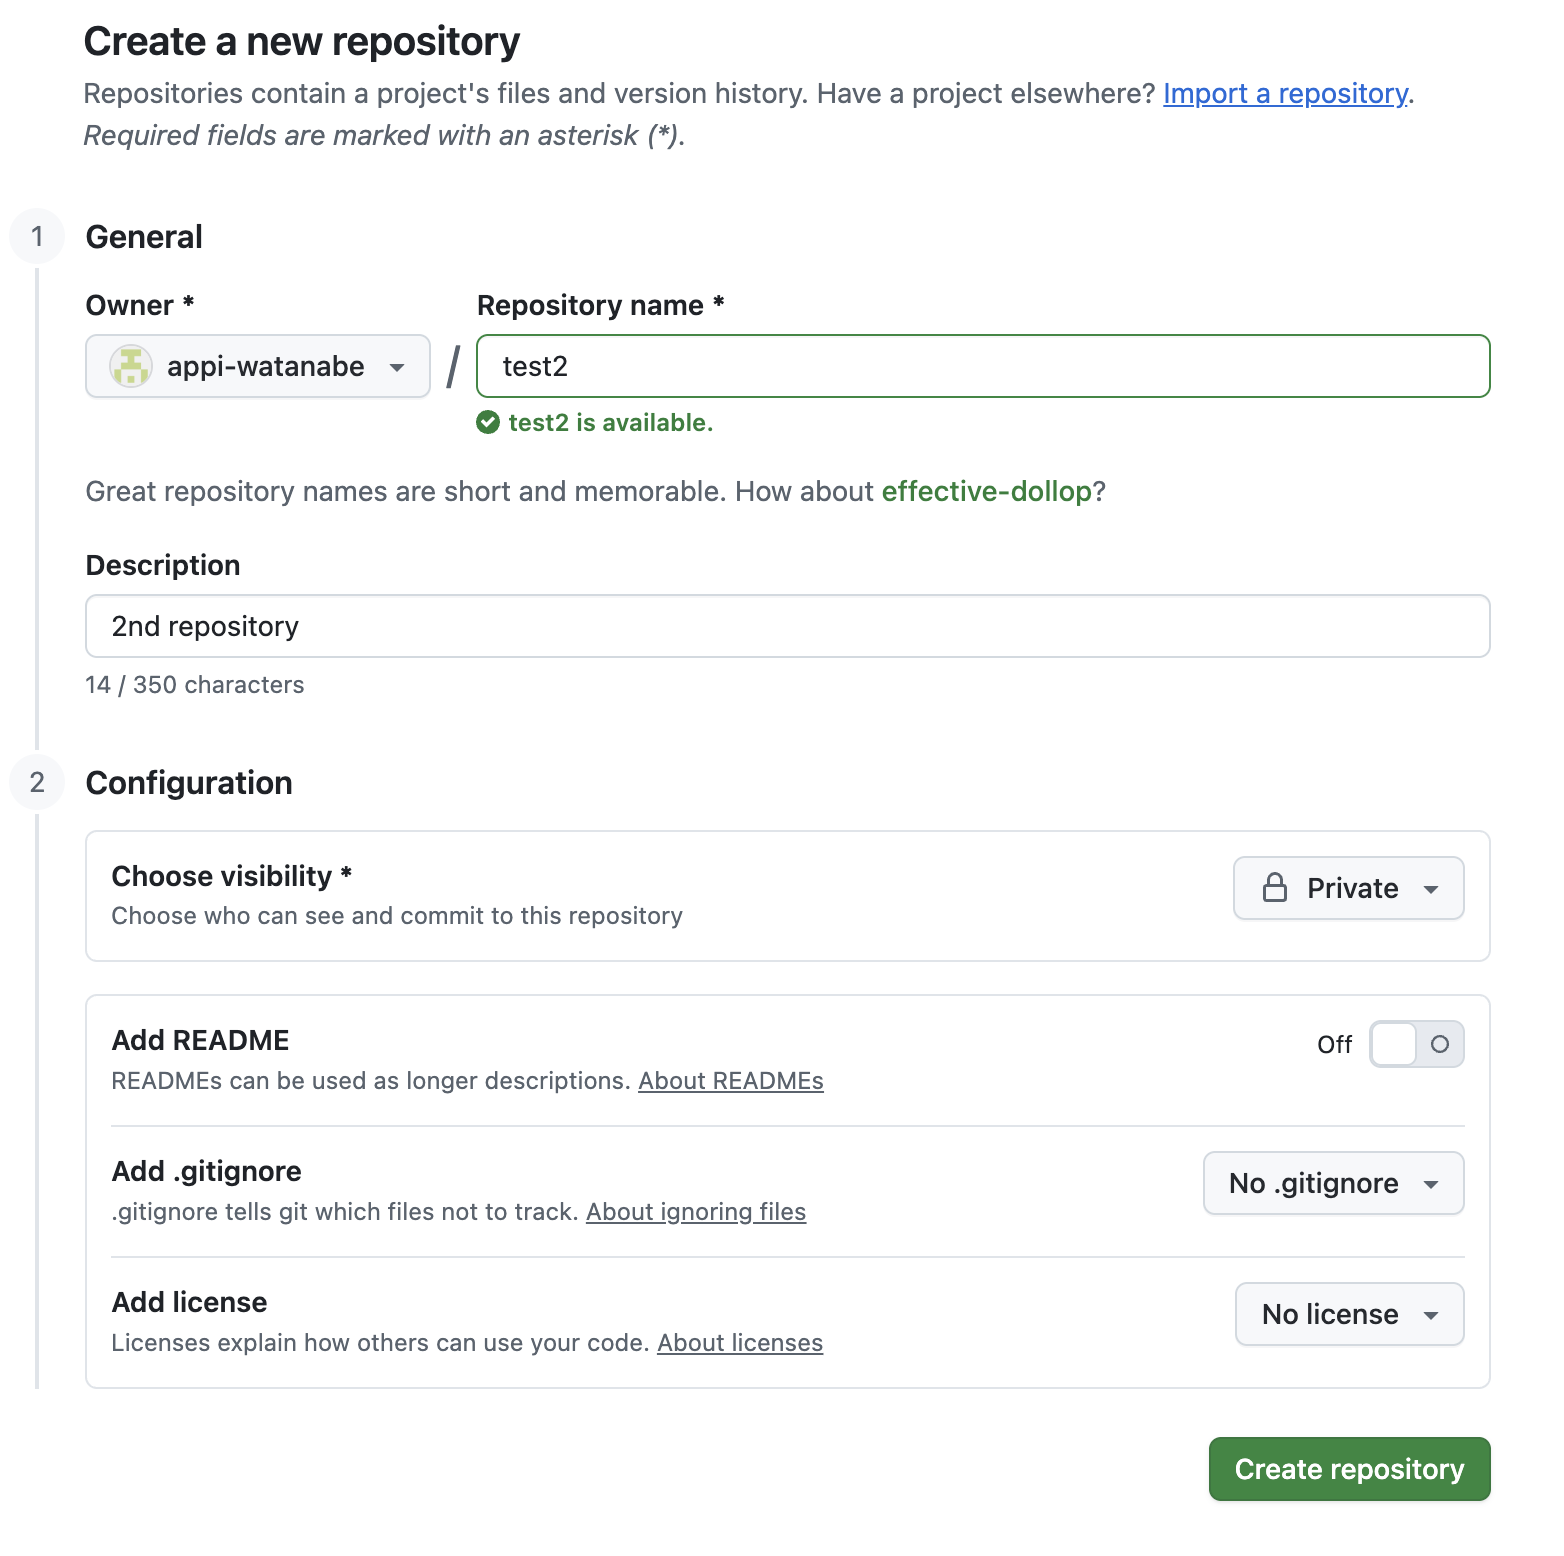 Create a new repository
Repositories contain a project's files and version history. Have a project elsewhere? Import a repository.
Required fields are marked with an asterisk (*).
1 General
Owner * Repository name *
appi-watanabe / test2
test2 is available.
Great repository names are short and memorable. How about effective-dollop?
Description
2nd repository
14 / 350 characters
2 Configuration
Choose visibility *
Private
Choose who can see and commit to this repository
Add README
Off
READMEs can be used as longer descriptions. About READMEs
Add .gitignore
No .gitignore
.gitignore tells git which files not to track. About ignoring files
Add license
No license
Licenses explain how others can use your code. About licenses
Create repository